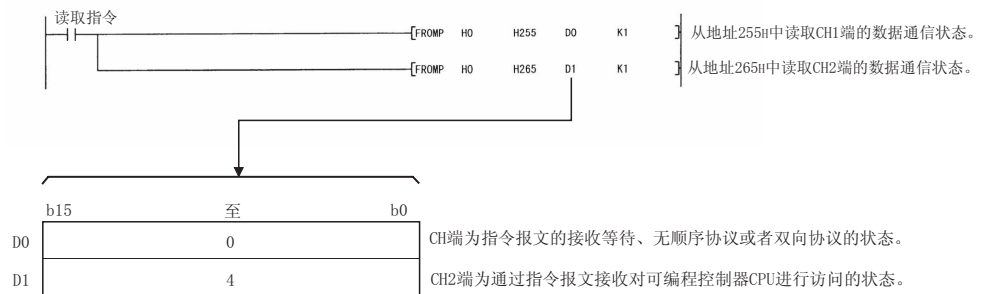 读取指令
FROMP H0 H255 D0 K1 从地址255H中读取CH1端的数据通信状态。
FROMP H0 H265 D1 K1 从地址265H中读取CH2端的数据通信状态。
b15 至 b0
D0 0 CH端为指令报文的接收等待、无顺序协议或者双向协议的状态。
D1 4 CH2端为通过指令报文接收对可编程控制器CPU进行访问的状态。